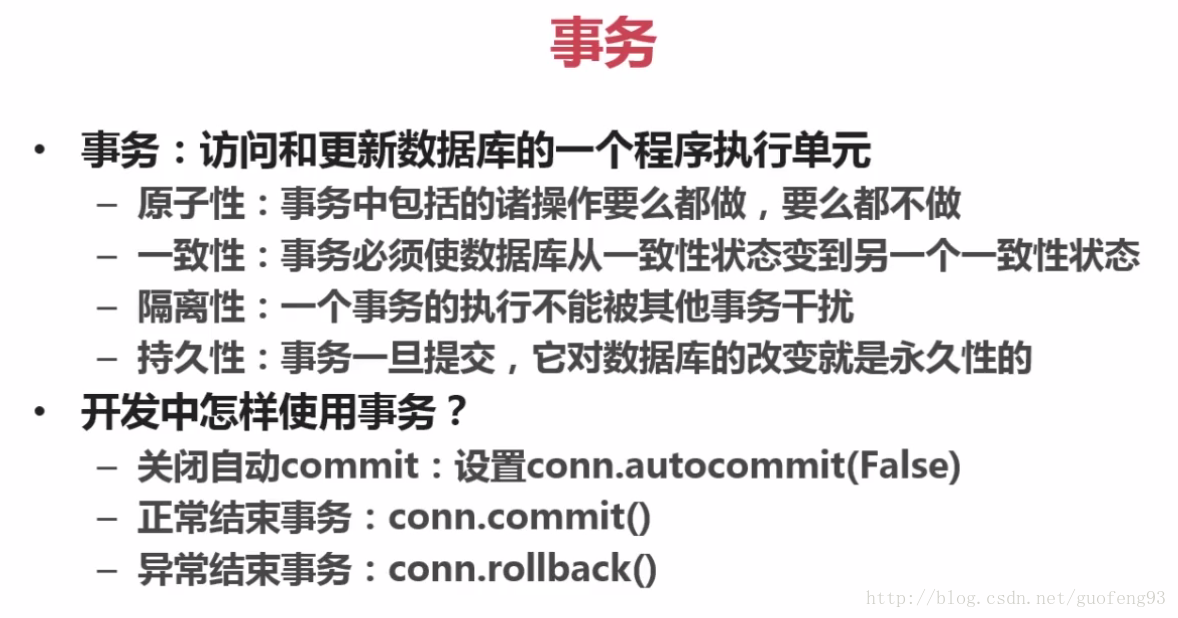 事务
• 事务：访问和更新数据库的一个程序执行单元
– 原子性：事务中包括的诸操作要么都做，要么都不做
– 一致性：事务必须使数据库从一致性状态变到另一个一致性状态
– 隔离性：一个事务的执行不能被其他事务干扰
– 持久性：事务一旦提交，它对数据库的改变就是永久性的
• 开发中怎样使用事务？
– 关闭自动commit：设置conn.autocommit(False)
– 正常结束事务：conn.commit()
– 异常结束事务：conn.rollback()
http://blog.csdn.net/guofeng93